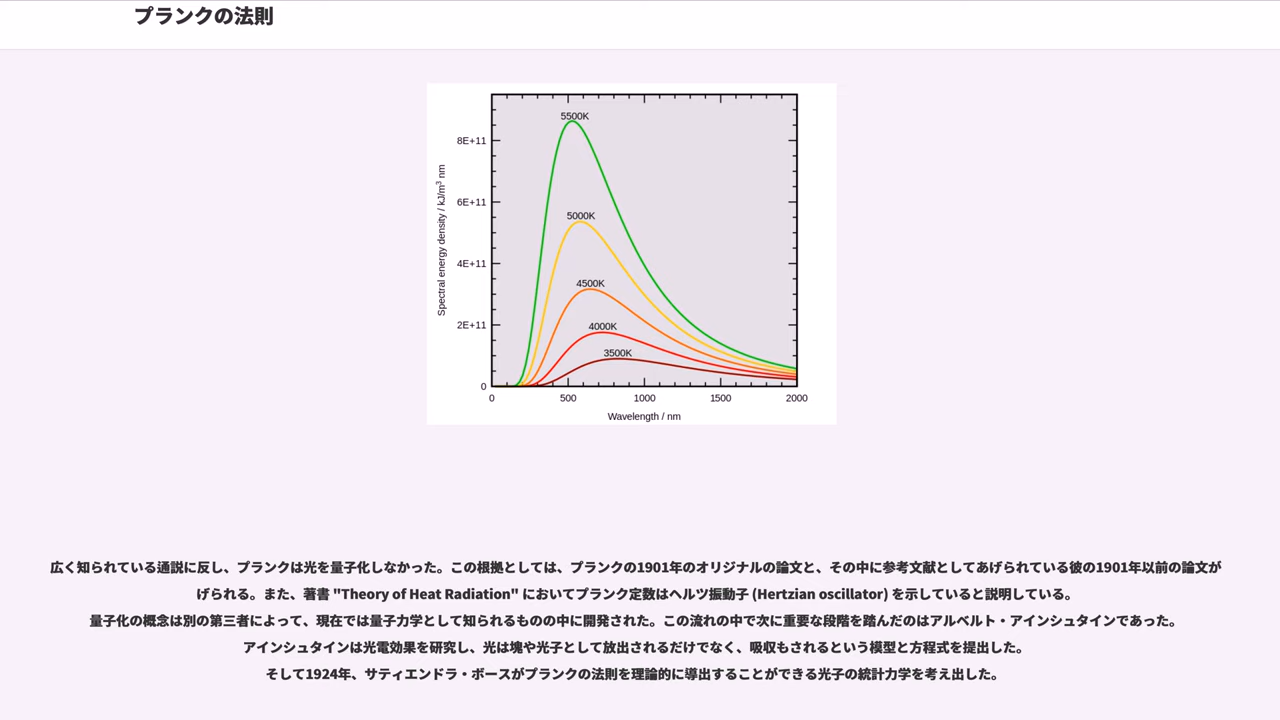 プランクの法則
5500K
5000K
4500K
4000K
3500K
8E+11
6E+11
4E+11
2E+11
0
Spectral energy density / kJ/m³ nm
0 500 1000 1500 2000
Wavelength / nm
広く知られている通説に反し、プランクは光を量子化しなかった。この根拠としては、プランクの1901年のオリジナルの論文と、その中に参考文献としてあげられている彼の1901年以前の論文が
げられる。また、著書 "Theory of Heat Radiation" においてプランク定数はヘルツ振動子 (Hertzian oscillator) を示していると説明している。
量子化の概念は別の第三者によって、現在では量子力学として知られるものの中に開発された。この流れの中で次に重要な段階を踏んだのはアルベルト・アインシュタインであった。
アインシュタインは光電効果を研究し、光は塊や光子として放出されるだけでなく、吸収もされるという模型と方程式を提出した。
そして1924年、サティエンドラ・ボースがプランクの法則を理論的に導出することができる光子の統計力学を考え出した。